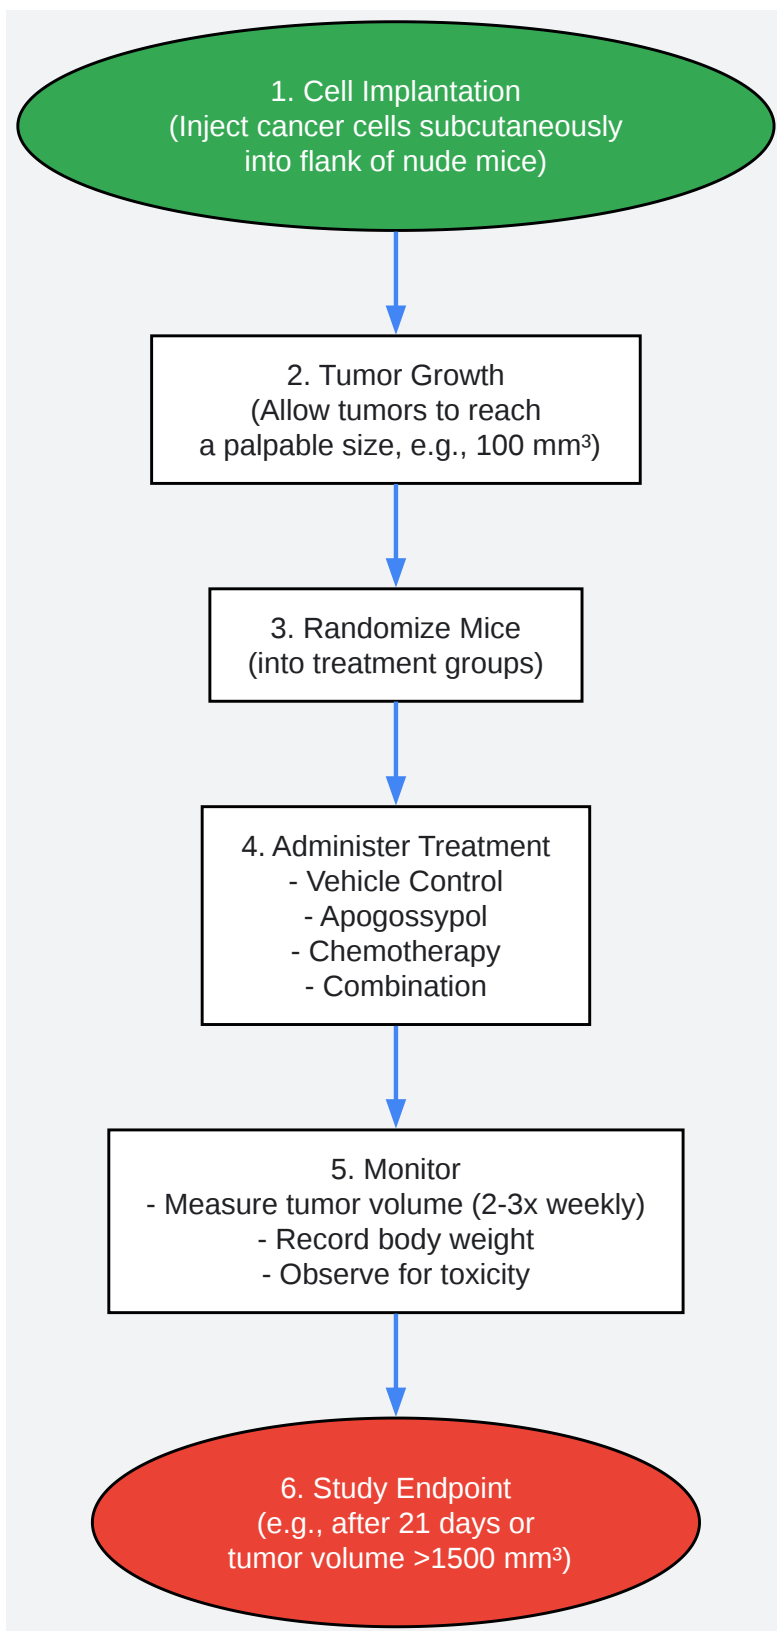 1. Cell Implantation
(Inject cancer cells subcutaneously
into flank of nude mice)
2. Tumor Growth
(Allow tumors to reach
a palpable size, e.g., 100 mm³)
3. Randomize Mice
(into treatment groups)
4. Administer Treatment
- Vehicle Control
- Apogossypol
- Chemotherapy
- Combination
5. Monitor
- Measure tumor volume (2-3x weekly)
- Record body weight
- Observe for toxicity
6. Study Endpoint
(e.g., after 21 days or
tumor volume >1500 mm³)